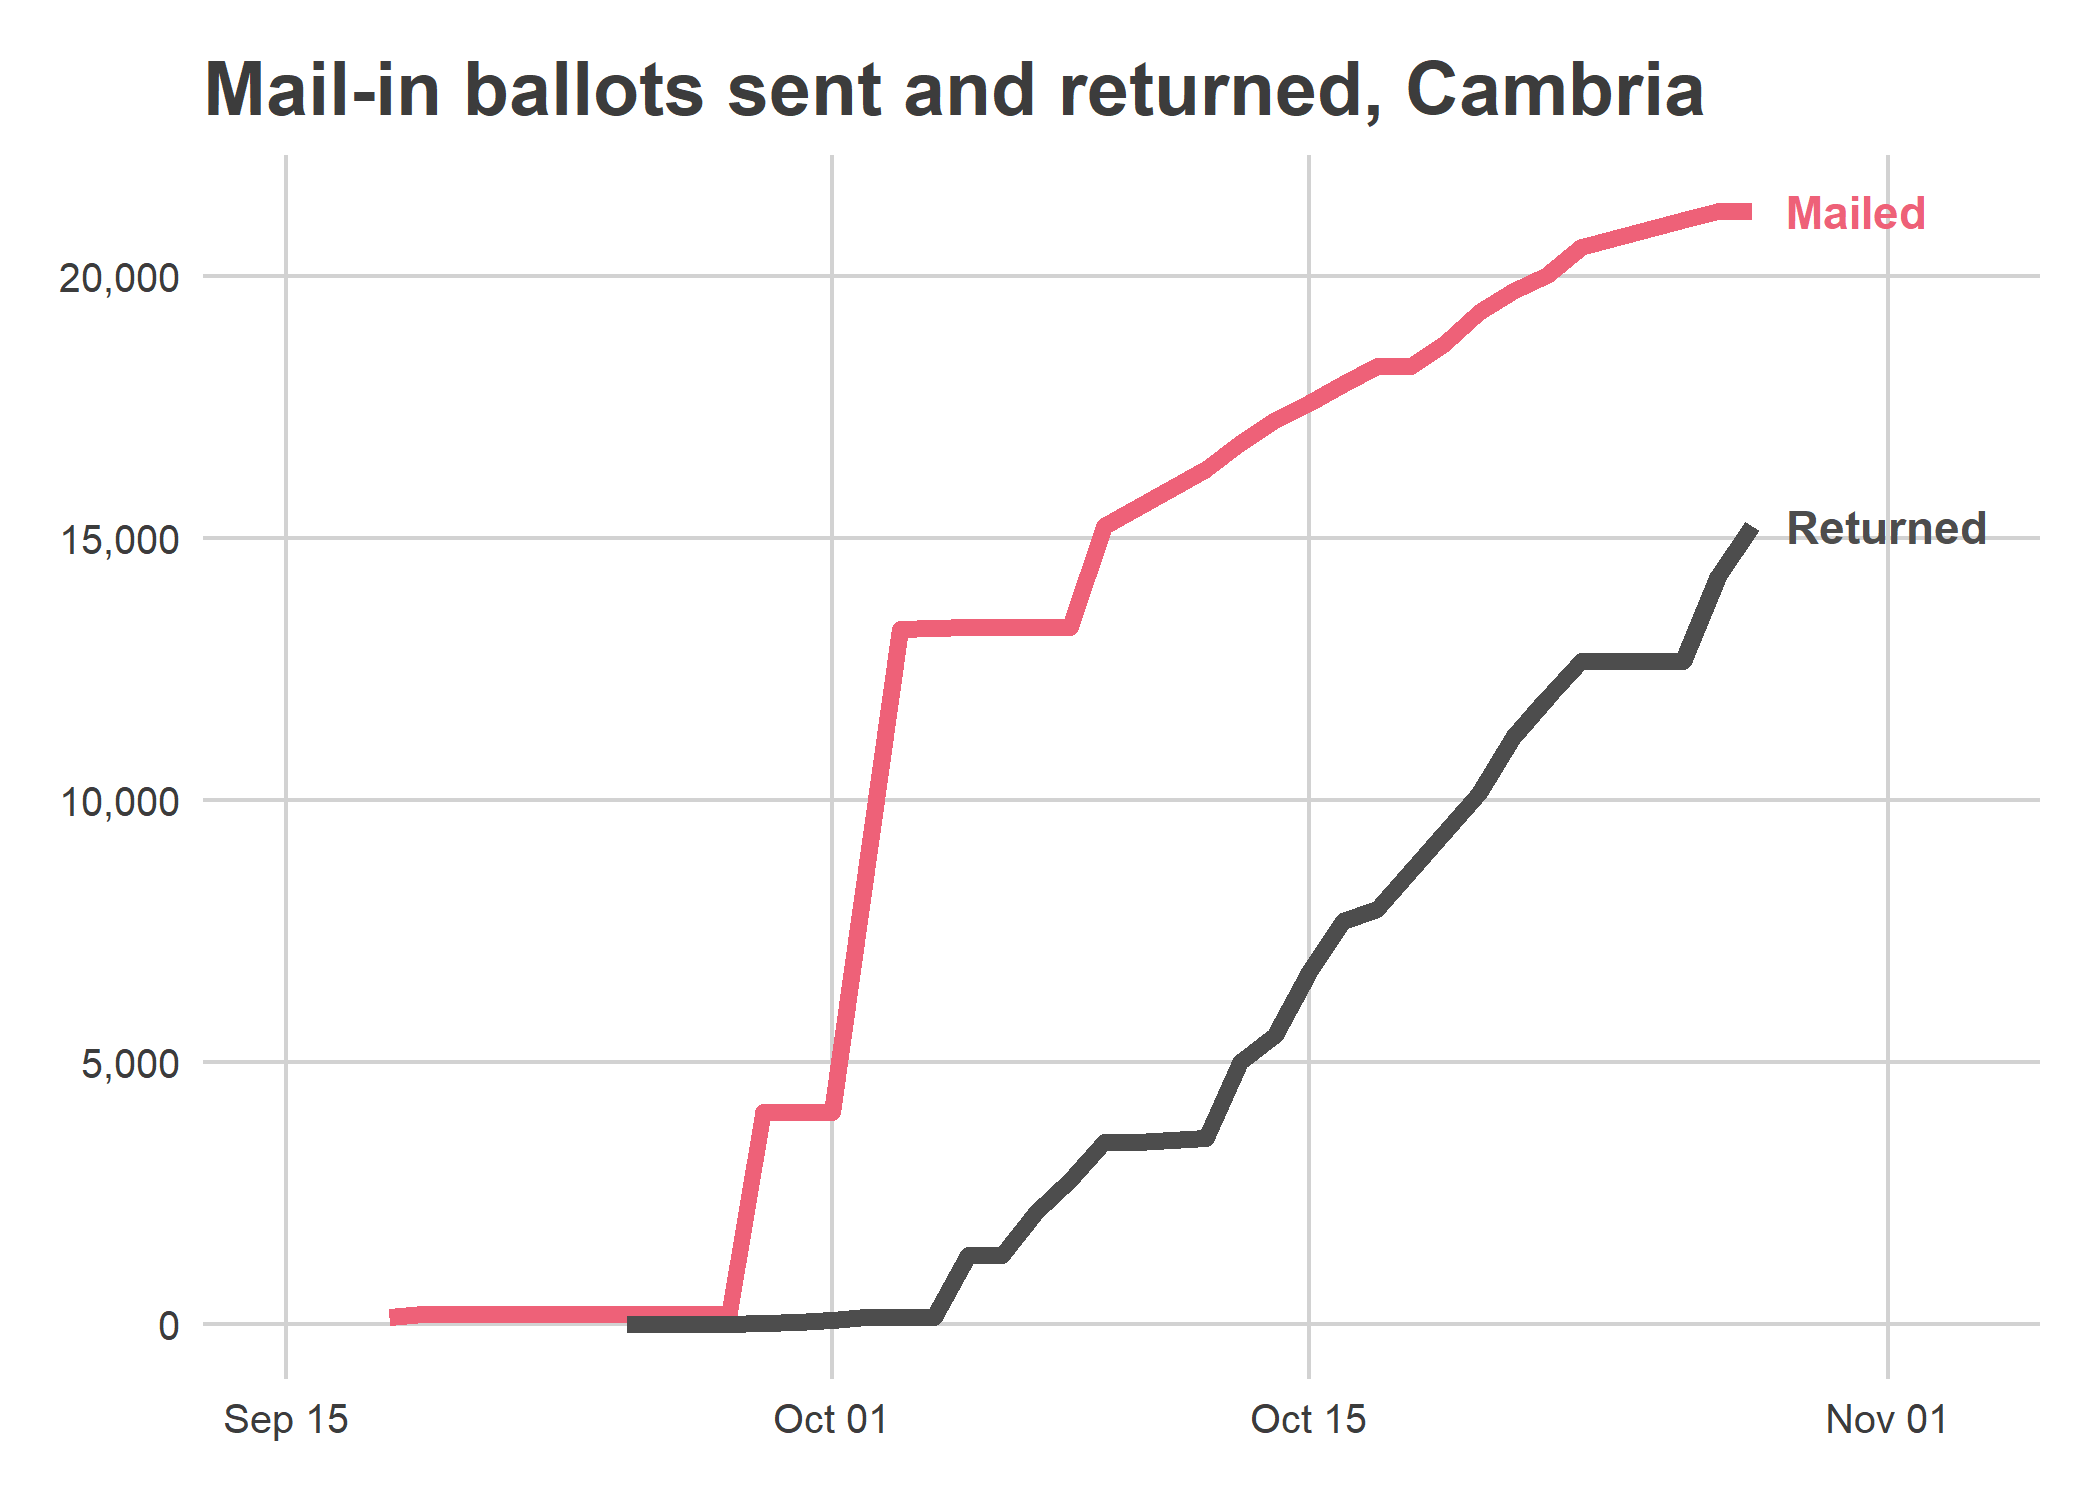 Mail-in ballots sent and returned, Cambria
Mailed
20,000
Returned
15,000
10,000
5,000
0
Sep 15 Oct 01 Oct 15 Nov 01